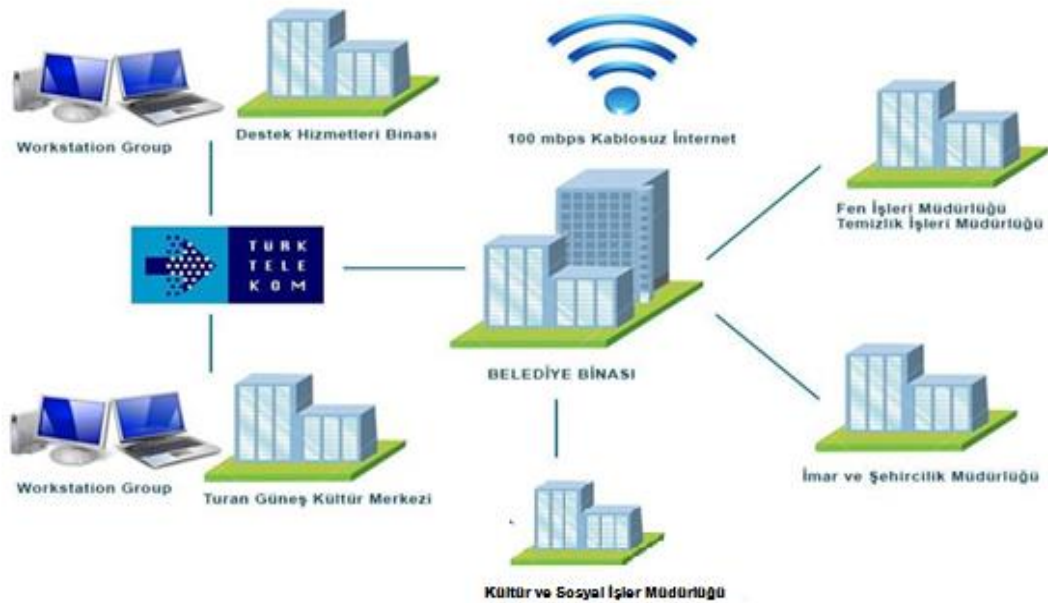 Workstation Group
Destek Hizmetleri Binası
100 mbps Kablosuz İnternet
Fen İşleri Müdürlüğü
Temizlik İşleri Müdürlüğü
TÜRK
TELE
KOM
BELEDİYE BİNASI
Workstation Group
Turan Güneş Kültür Merkezi
İmar ve Şehircilik Müdürlüğü
Kültür ve Sosyal İşler Müdürlüğü